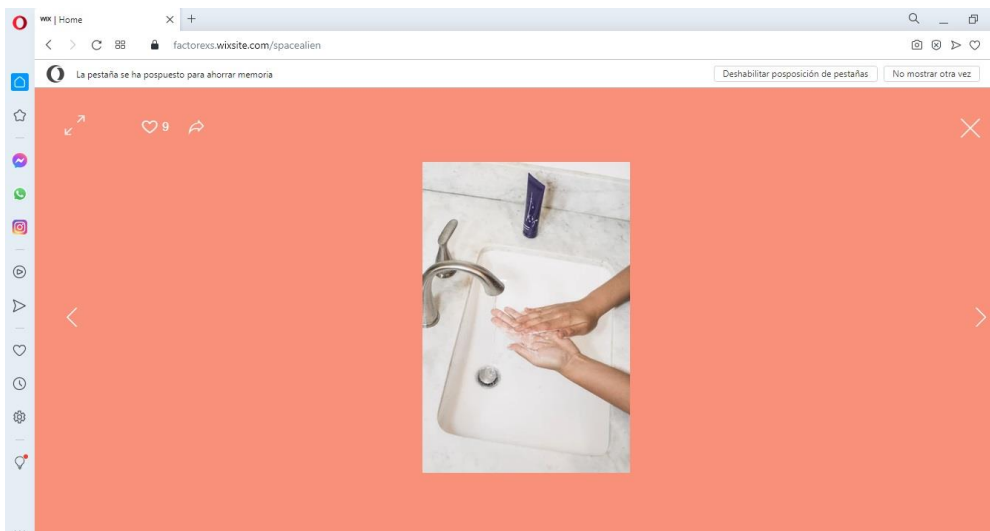 WIX | Home
factorexs.wixsite.com/spacealien
La pestaña se ha pospuesto para ahorrar memoria
Deshabilitar posposición de pestañas
No mostrar otra vez
9